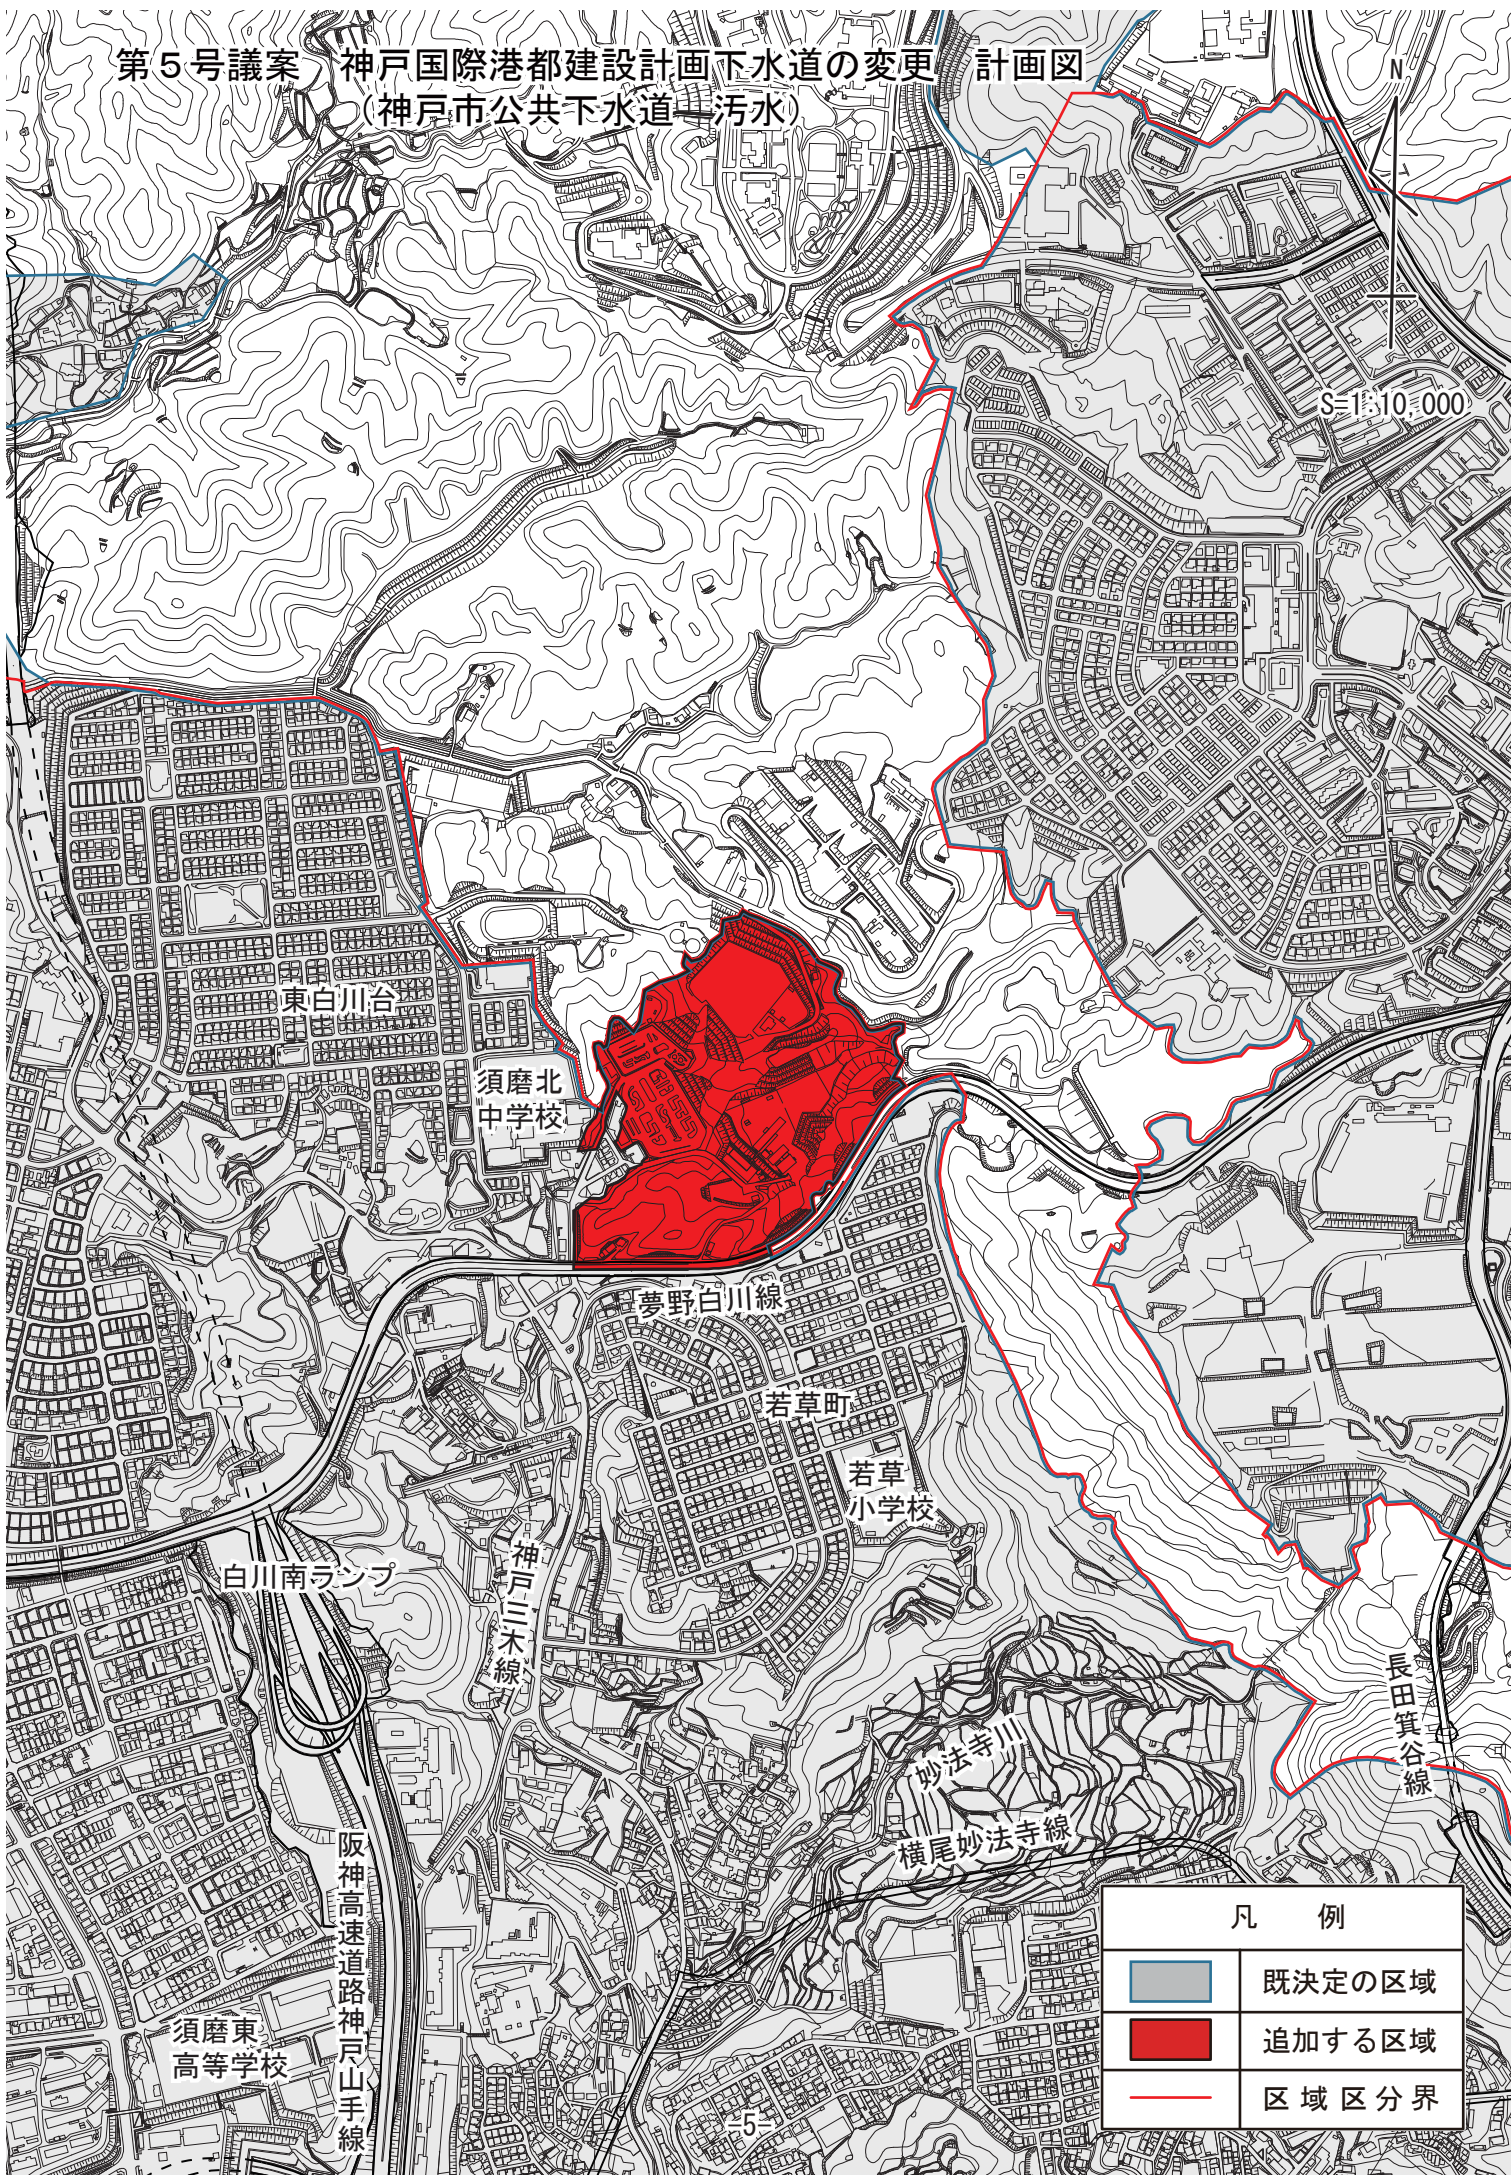 第５号議案　神戸国際港都建設計画下水道の変更　計画図
（神戸市公共下水道　汚水）
N
S=1:10,000
東白川台
須磨北
中学校
夢野白川線
若草町
若草
小学校
白川南ランプ
神戸三木線
長田箕谷線
妙法寺川
横尾妙法寺線
阪神高速道路神戸山手線
須磨東
高等学校
凡　例
既決定の区域
追加する区域
区域区分界
-5-